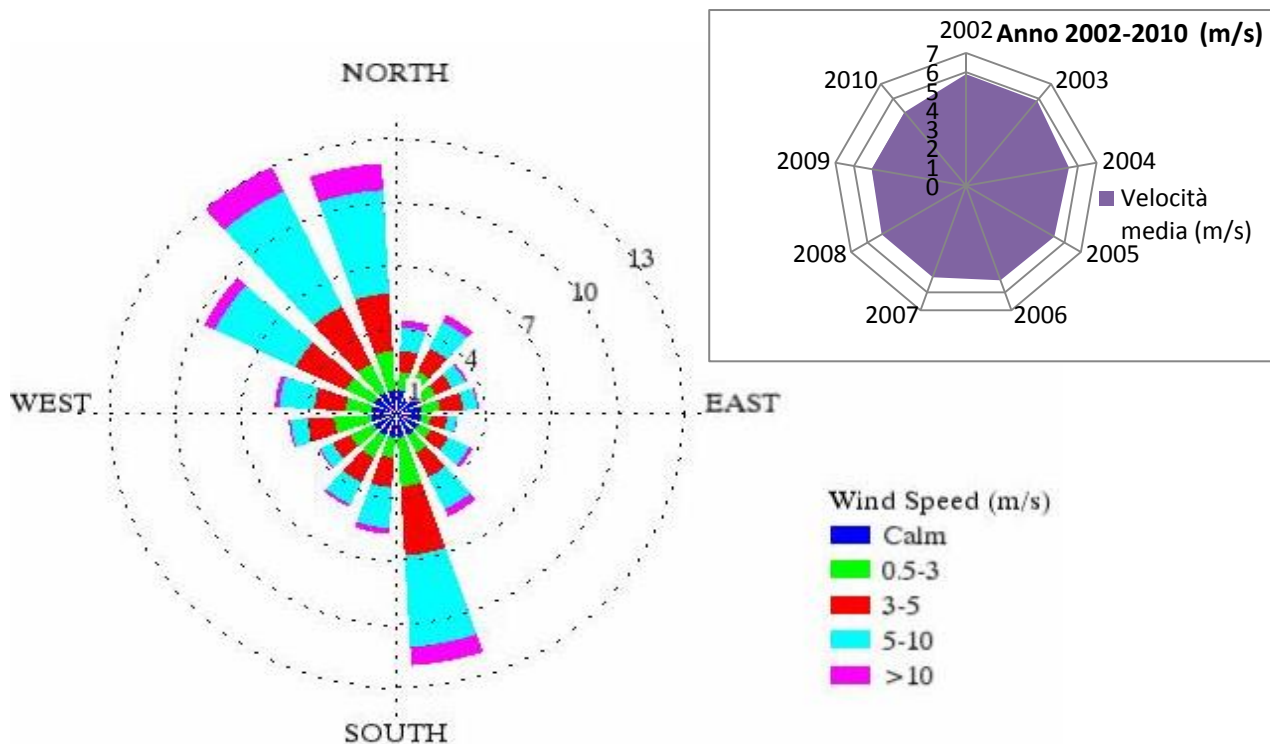 NORTH
13
10
7
4
1
WEST
EAST
SOUTH
Anno 2002-2010 (m/s)
2002
2003
2004
2005
2006
2007
2008
2009
2010
7
6
5
4
3
2
1
0
Velocità
media (m/s)
Wind Speed (m/s)
Calm
0.5-3
3-5
5-10
>10